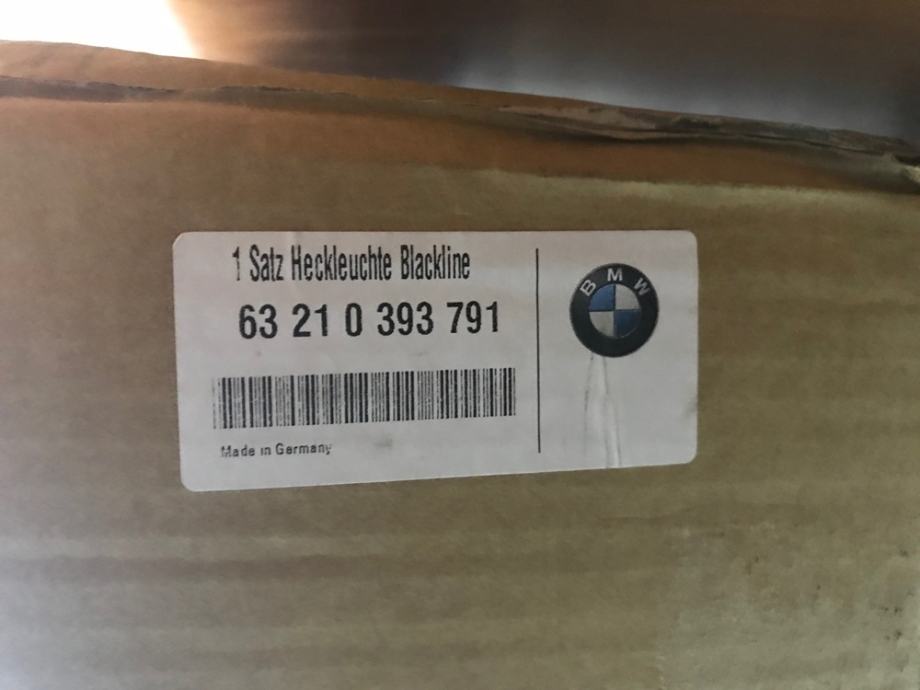 1 Satz Heckleuchte Blackline
63 21 0 393 791
Made in Germany
BMW